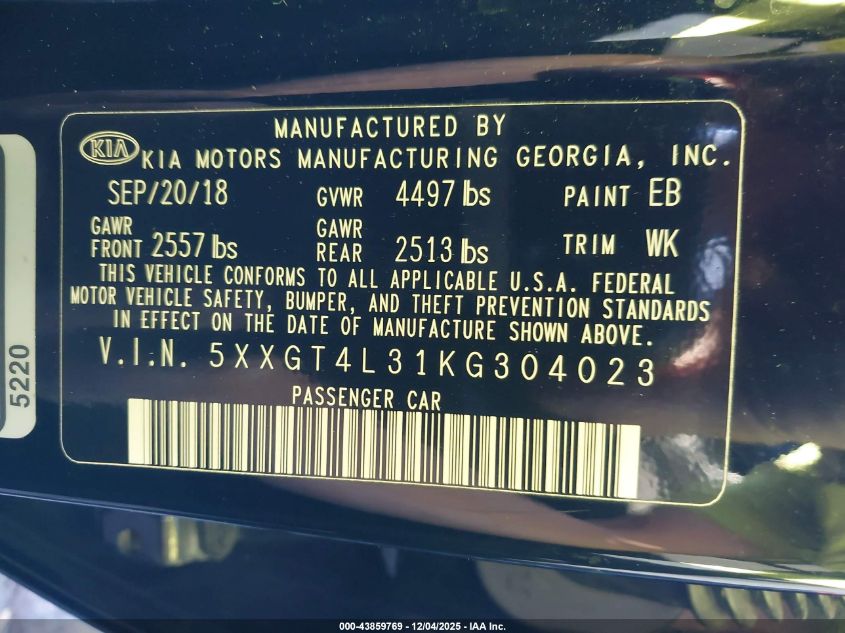 MANUFACTURED BY
KIA KIA MOTORS MANUFACTURING GEORGIA, INC.
SEP/20/18 GVWR 4497 lbs PAINT EB
GAWR FRONT 2557 lbs GAWR REAR 2513 lbs TRIM WK
THIS VEHICLE CONFORMS TO ALL APPLICABLE U.S.A. FEDERAL
MOTOR VEHICLE SAFETY, BUMPER, AND THEFT PREVENTION STANDARDS
IN EFFECT ON THE DATE OF MANUFACTURE SHOWN ABOVE.
V.I.N. 5XXGT4L31KG304023
PASSENGER CAR
5220
000-43859769 - 12/04/2025 - IAA Inc.